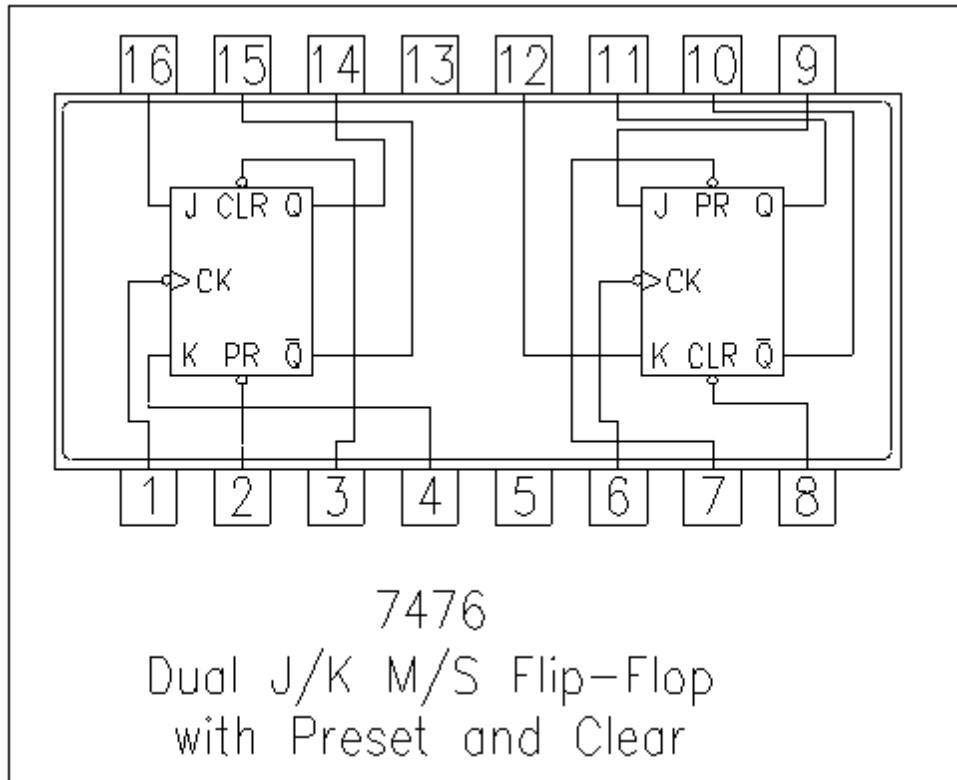 16 15 14 13 12 11 10 9
J CLR Q J PR Q
CK CK
K PR Q̅ K CLR Q̅
1 2 3 4 5 6 7 8
7476
Dual J/K M/S Flip-Flop
with Preset and Clear